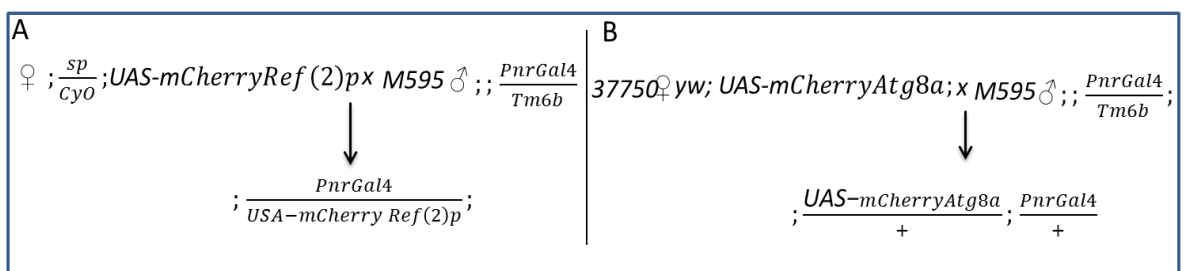 A
♀ ; sp/CyO ;UAS-mCherryRef(2)px M595 ♂ ; ; PnrGal4/Tm6b
; PnrGal4/USA−mCherry Ref(2)p ;
B
37750♀ yw; UAS-mCherryAtg8a; x M595♂; ; PnrGal4/Tm6b ;
; UAS−mCherryAtg8a/+ ; PnrGal4/+